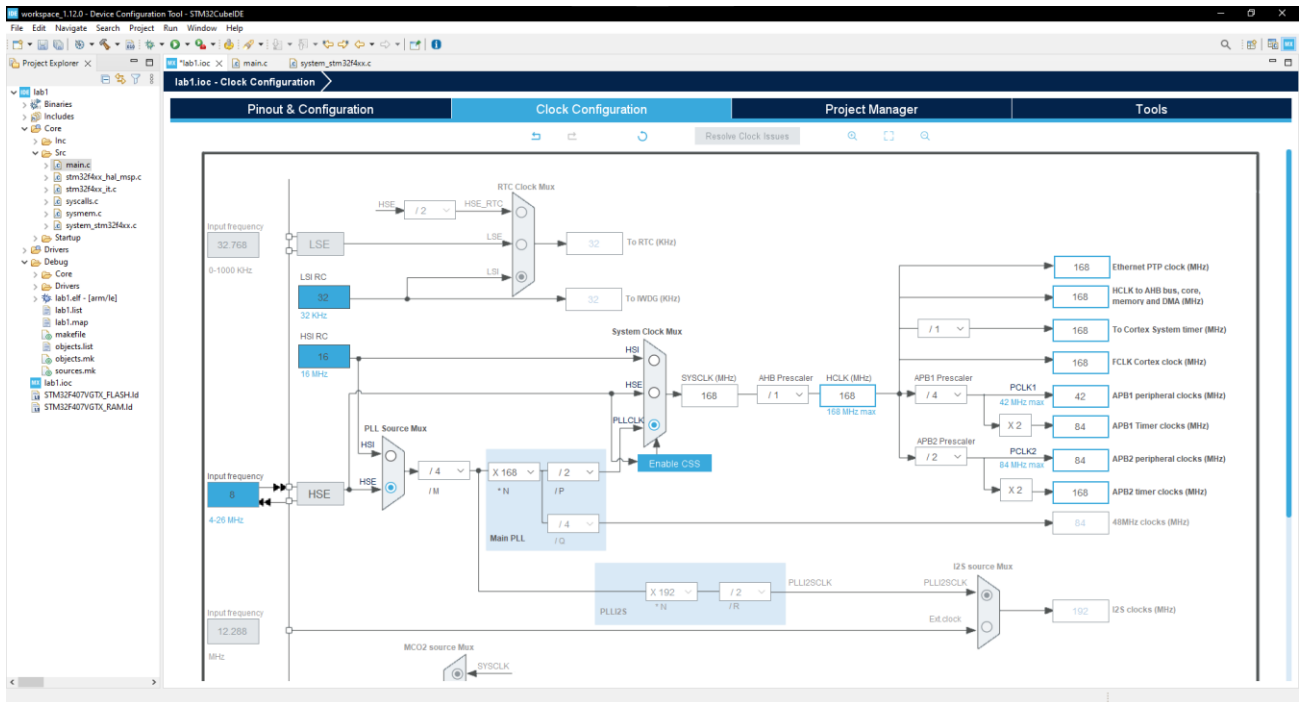 workspace_1.12.0 - Device Configuration Tool - STM32CubeIDE
File Edit Navigate Search Project Run Window Help
Project Explorer
*lab1.ioc
main.c
system_stm32f4xx.c
lab1.ioc - Clock Configuration
Pinout & Configuration
Clock Configuration
Project Manager
Tools
Resolve Clock Issues
lab1
Binaries
Includes
Core
Inc
Src
main.c
stm32f4xx_hal_msp.c
stm32f4xx_it.c
syscalls.c
sysmem.c
system_stm32f4xx.c
Startup
Drivers
Debug
Core
Drivers
lab1.elf - [arm/le]
lab1.list
lab1.map
makefile
objects.list
objects.mk
sources.mk
lab1.ioc
STM32F407VGTX_FLASH.ld
STM32F407VGTX_RAM.ld
RTC Clock Mux
HSE
/ 2
HSE_RTC
Input frequency
32.768
0-1000 KHz
LSE
LSE
32
To RTC (KHz)
LSI RC
LSI
32
32 KHz
32
To IWDG (KHz)
HSI RC
16
16 MHz
System Clock Mux
HSI
HSE
PLLCLK
SYSCLK (MHz)
168
AHB Prescaler
/ 1
HCLK (MHz)
168
168 MHz max
168
Ethernet PTP clock (MHz)
168
HCLK to AHB bus, core,
memory and DMA (MHz)
/ 1
168
To Cortex System timer (MHz)
168
FCLK Cortex clock (MHz)
APB1 Prescaler
/ 4
PCLK1
42 MHz max
42
APB1 peripheral clocks (MHz)
X 2
84
APB1 Timer clocks (MHz)
APB2 Prescaler
/ 2
PCLK2
84 MHz max
84
APB2 peripheral clocks (MHz)
X 2
168
APB2 timer clocks (MHz)
84
48MHz clocks (MHz)
PLL Source Mux
HSI
HSE
Input frequency
8
4-26 MHz
HSE
/ 4
/ M
X 168
* N
/ 2
/ P
/ 4
/ Q
Main PLL
Enable CSS
PLLI2S
X 192
* N
/ 2
/ R
PLLI2SCLK
I2S source Mux
PLLI2SCLK
Ext.clock
192
I2S clocks (MHz)
Input frequency
12.288
MHz
MCO2 source Mux
SYSCLK